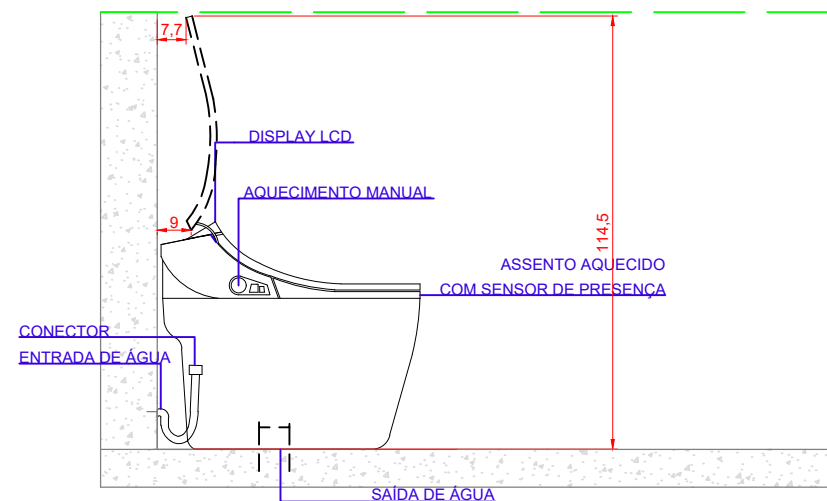 7,7
DISPLAY LCD
AQUECIMENTO MANUAL
9
114,5
ASSENTO AQUECIDO
COM SENSOR DE PRESENÇA
CONECTOR
ENTRADA DE ÁGUA
SAÍDA DE ÁGUA